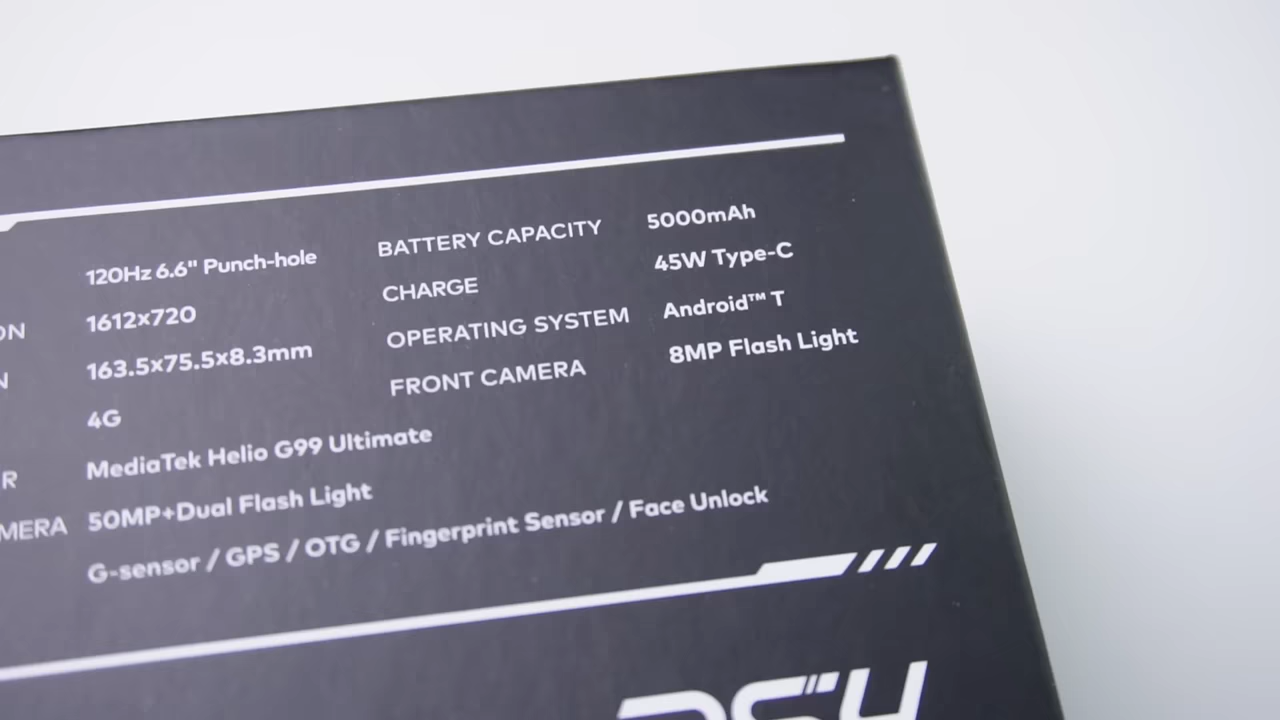 120Hz 6.6" Punch-hole
ON 1612x720
N 163.5x75.5x8.3mm
4G
R MediaTek Helio G99 Ultimate
MERA 50MP+Dual Flash Light
G-sensor / GPS / OTG / Fingerprint Sensor / Face Unlock
BATTERY CAPACITY 5000mAh
CHARGE 45W Type-C
OPERATING SYSTEM Android™ T
FRONT CAMERA 8MP Flash Light